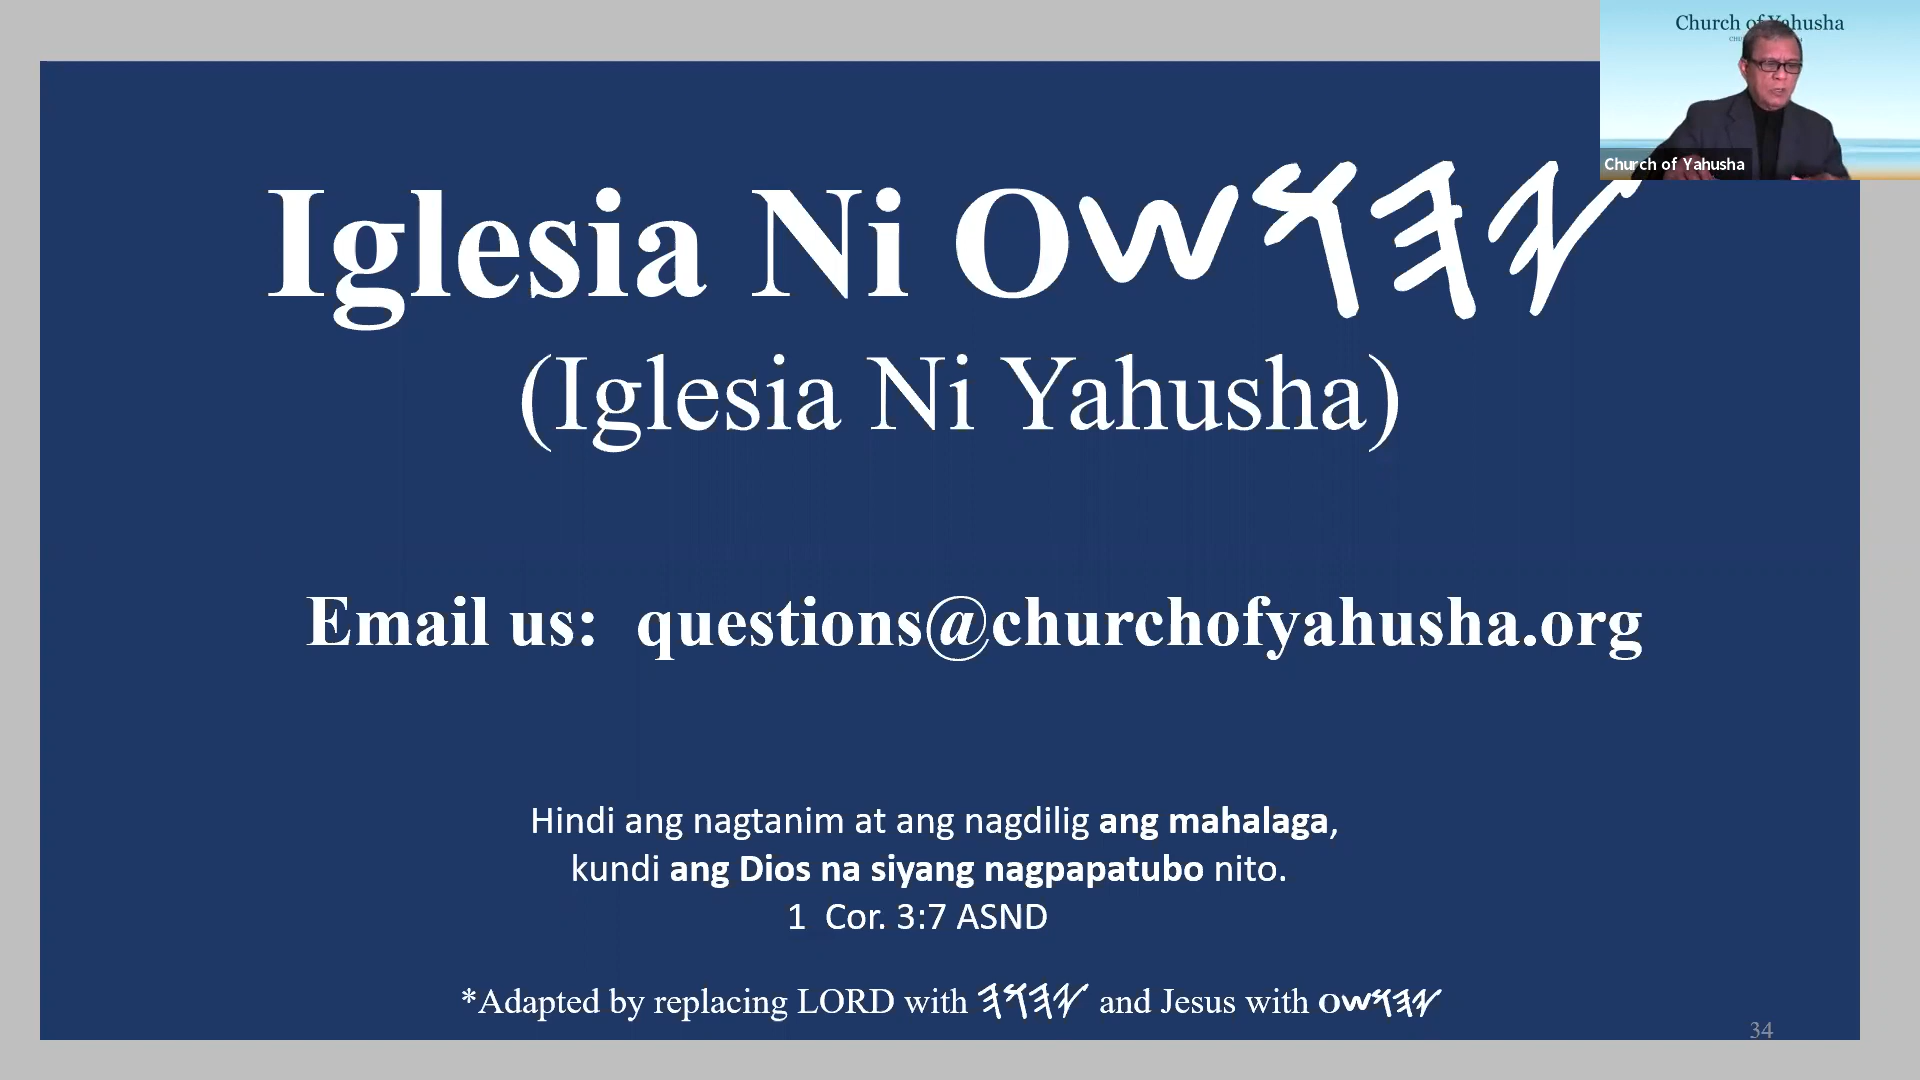 Church of Yahusha
Church of Yahusha
Iglesia Ni O𐤅𐤔𐤅𐤄𐤉
(Iglesia Ni Yahusha)
Email us: questions@churchofyahusha.org
Hindi ang nagtanim at ang nagdilig ang mahalaga,
kundi ang Dios na siyang nagpapatubo nito.
1 Cor. 3:7 ASND
*Adapted by replacing LORD with 𐤉𐤄𐤅𐤄 and Jesus with 𐤉𐤄𐤅𐤔𐤏
34